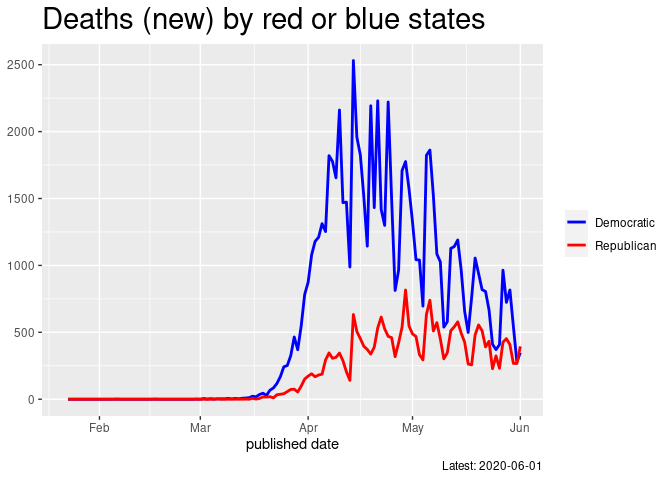 Deaths (new) by red or blue states
2500
2000
1500
1000
500
0
Feb
Mar
Apr
May
Jun
published date
Democratic
Republican
Latest: 2020-06-01